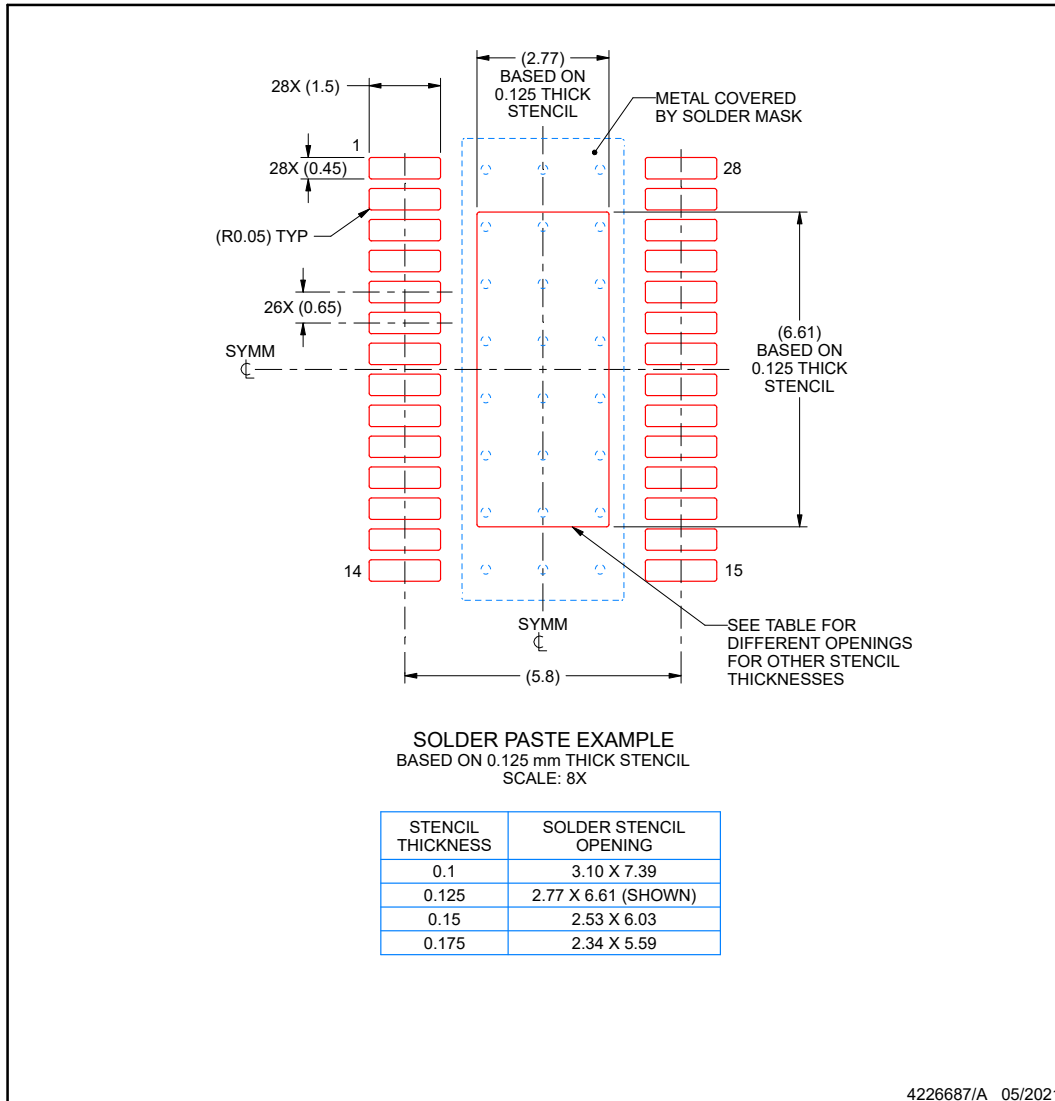 (2.77)
BASED ON
0.125 THICK
STENCIL
28X (1.5)
METAL COVERED
BY SOLDER MASK
1
28X (0.45)
28
(R0.05) TYP
26X (0.65)
SYMM
℄
(6.61)
BASED ON
0.125 THICK
STENCIL
14
15
SYMM
℄
SEE TABLE FOR
DIFFERENT OPENINGS
FOR OTHER STENCIL
THICKNESSES
(5.8)
SOLDER PASTE EXAMPLE
BASED ON 0.125 mm THICK STENCIL
SCALE: 8X
STENCIL
THICKNESS
SOLDER STENCIL
OPENING
0.1
3.10 X 7.39
0.125
2.77 X 6.61 (SHOWN)
0.15
2.53 X 6.03
0.175
2.34 X 5.59
4226687/A 05/2021